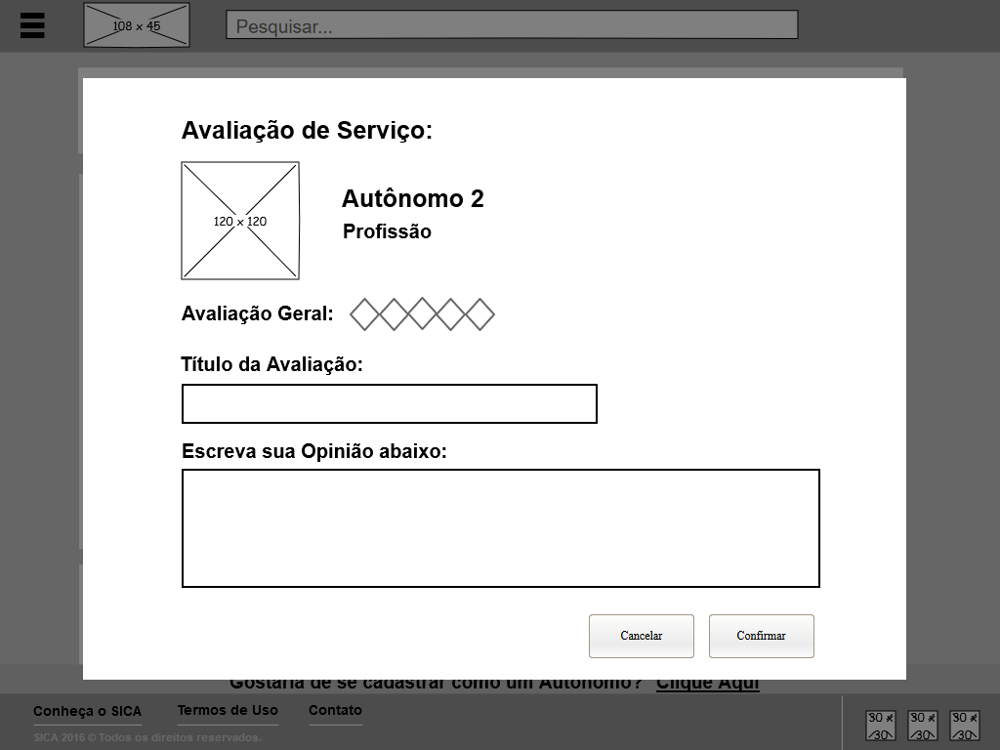 108 x 45
Pesquisar...
Avaliação de Serviço:
120 x 120
Autônomo 2
Profissão
Avaliação Geral:
Título da Avaliação:
Escreva sua Opinião abaixo:
Cancelar
Confirmar
Gostaria de se cadastrar como um Autônomo? Clique Aqui
Conheça o SICA
Termos de Uso
Contato
SICA 2016 © Todos os direitos reservados.
30 x 30
30 x 30
30 x 30